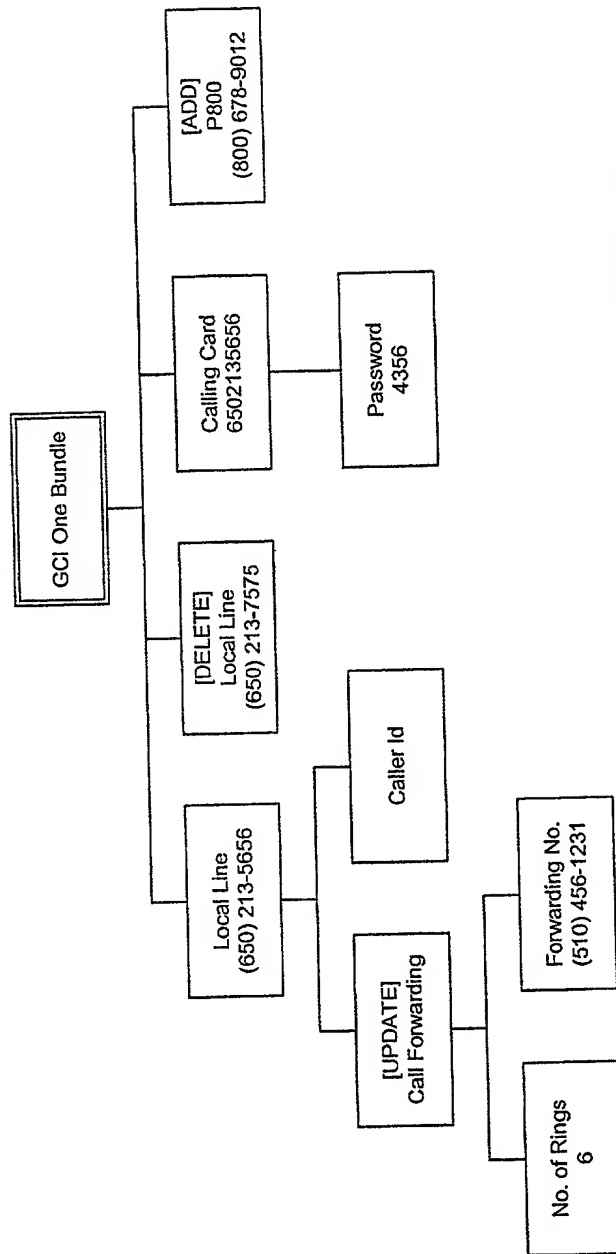 GCI One Bundle
Local Line
(650) 213-5656
[DELETE]
Local Line
(650) 213-7575
Calling Card
6502135656
[ADD]
P800
(800) 678-9012
[UPDATE]
Call Forwarding
Caller Id
Password
4356
No. of Rings
6
Forwarding No.
(510) 456-1231